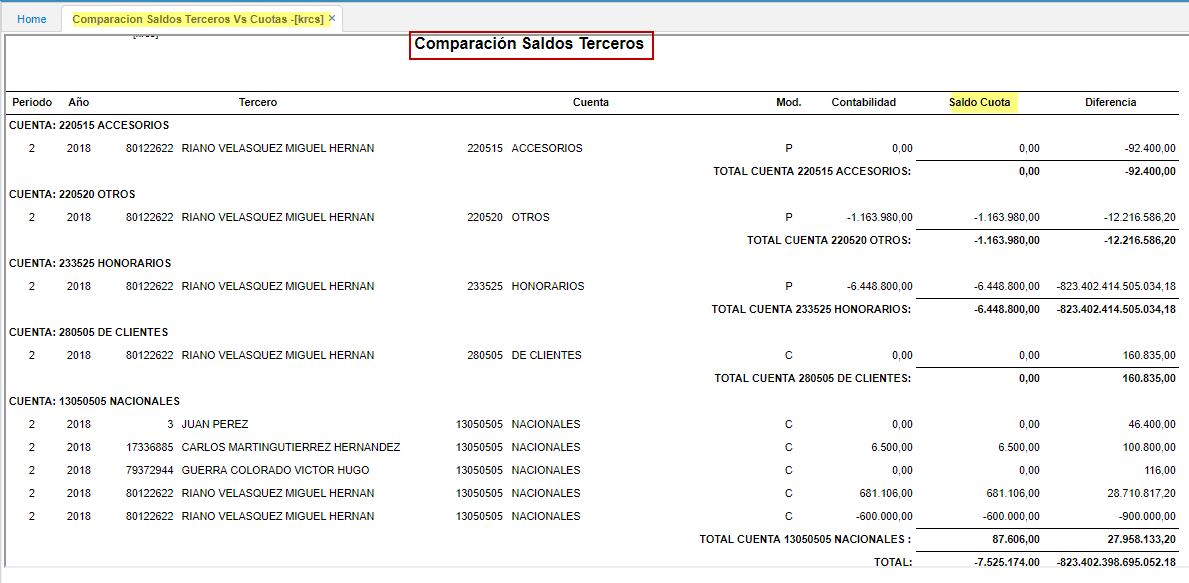 Home Comparacion Saldos Terceros Vs Cuotas -[krcs] ×
[krcs]
Comparación Saldos Terceros
Periodo Año Tercero Cuenta Mod. Contabilidad Saldo Cuota Diferencia
CUENTA: 220515 ACCESORIOS
2 2018 80122622 RIANO VELASQUEZ MIGUEL HERNAN 220515 ACCESORIOS P 0,00 0,00 -92.400,00
TOTAL CUENTA 220515 ACCESORIOS: 0,00 -92.400,00
CUENTA: 220520 OTROS
2 2018 80122622 RIANO VELASQUEZ MIGUEL HERNAN 220520 OTROS P -1.163.980,00 -1.163.980,00 -12.216.586,20
TOTAL CUENTA 220520 OTROS: -1.163.980,00 -12.216.586,20
CUENTA: 233525 HONORARIOS
2 2018 80122622 RIANO VELASQUEZ MIGUEL HERNAN 233525 HONORARIOS P -6.448.800,00 -6.448.800,00 -823.402.414.505.034,18
TOTAL CUENTA 233525 HONORARIOS: -6.448.800,00 -823.402.414.505.034,18
CUENTA: 280505 DE CLIENTES
2 2018 80122622 RIANO VELASQUEZ MIGUEL HERNAN 280505 DE CLIENTES C 0,00 0,00 160.835,00
TOTAL CUENTA 280505 DE CLIENTES: 0,00 160.835,00
CUENTA: 13050505 NACIONALES
2 2018 3 JUAN PEREZ 13050505 NACIONALES C 0,00 0,00 46.400,00
2 2018 17336885 CARLOS MARTINGUTIERREZ HERNANDEZ 13050505 NACIONALES C 6.500,00 6.500,00 100.800,00
2 2018 79372944 GUERRA COLORADO VICTOR HUGO 13050505 NACIONALES C 0,00 0,00 116,00
2 2018 80122622 RIANO VELASQUEZ MIGUEL HERNAN 13050505 NACIONALES C 681.106,00 681.106,00 28.710.817,20
2 2018 80122622 RIANO VELASQUEZ MIGUEL HERNAN 13050505 NACIONALES C -600.000,00 -600.000,00 -900.000,00
TOTAL CUENTA 13050505 NACIONALES : 87.606,00 27.958.133,20
TOTAL: -7.525.174,00 -823.402.398.695.052,18